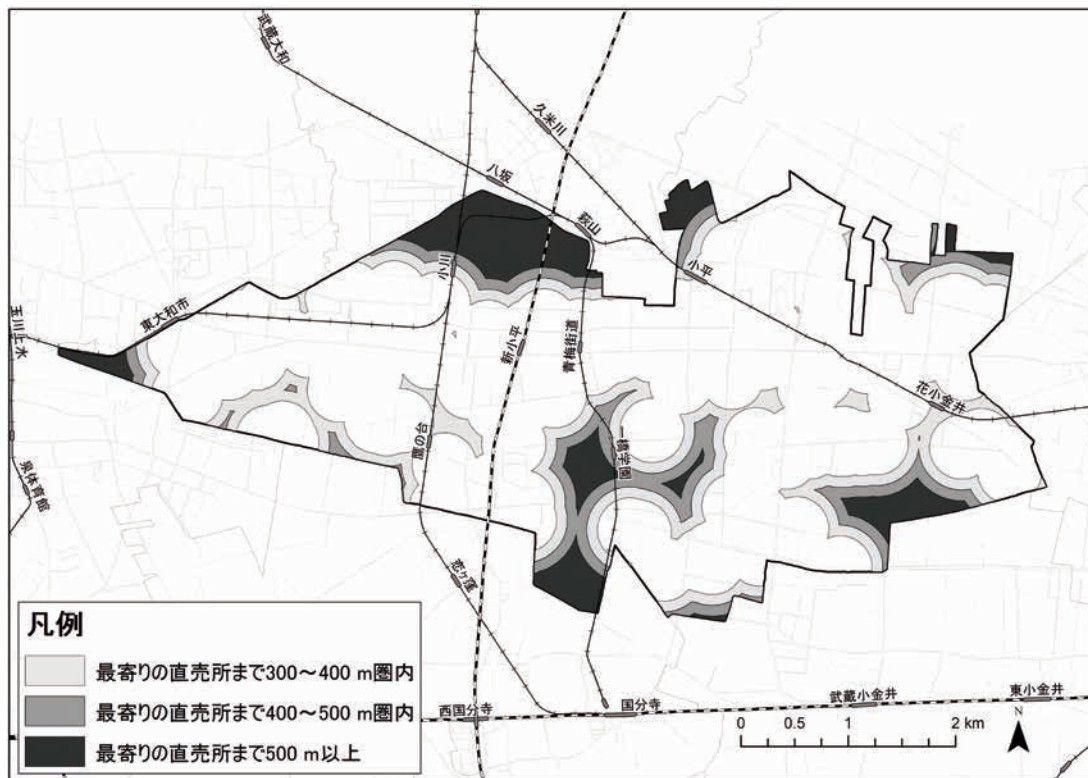 武蔵大和
久米川
八坂
萩山
小川
小平
東大和市
玉川上水
新小平
青梅街道
花小金井
鷹の台
一橋学園
泉体育館
恋ヶ窪
凡例
最寄りの直売所まで300～400 m圏内
最寄りの直売所まで400～500 m圏内
最寄りの直売所まで500 m以上
西国分寺
国分寺
武蔵小金井
東小金井
0 0.5 1 2 km
N